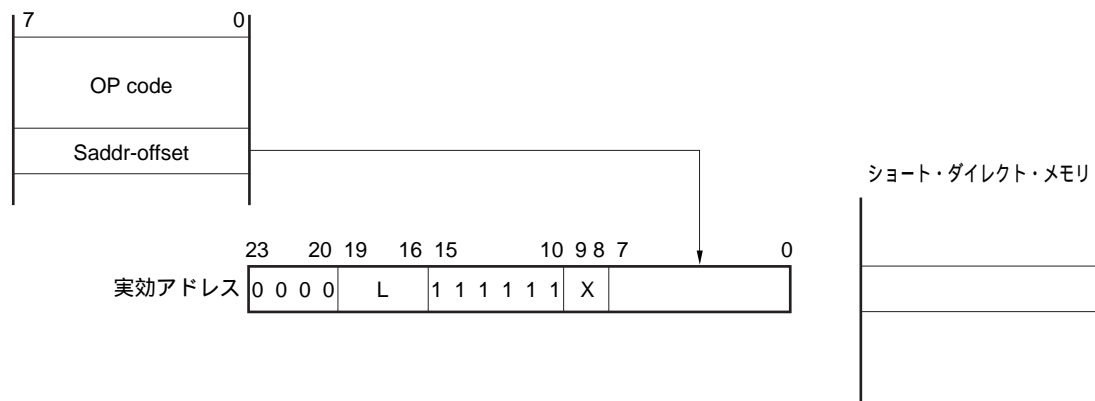 7 0
OP code
Saddr-offset
ショート・ダイレクト・メモリ
23 20 19 16 15 10 9 8 7 0
実効アドレス 0 0 0 0 L 1 1 1 1 1 1 X